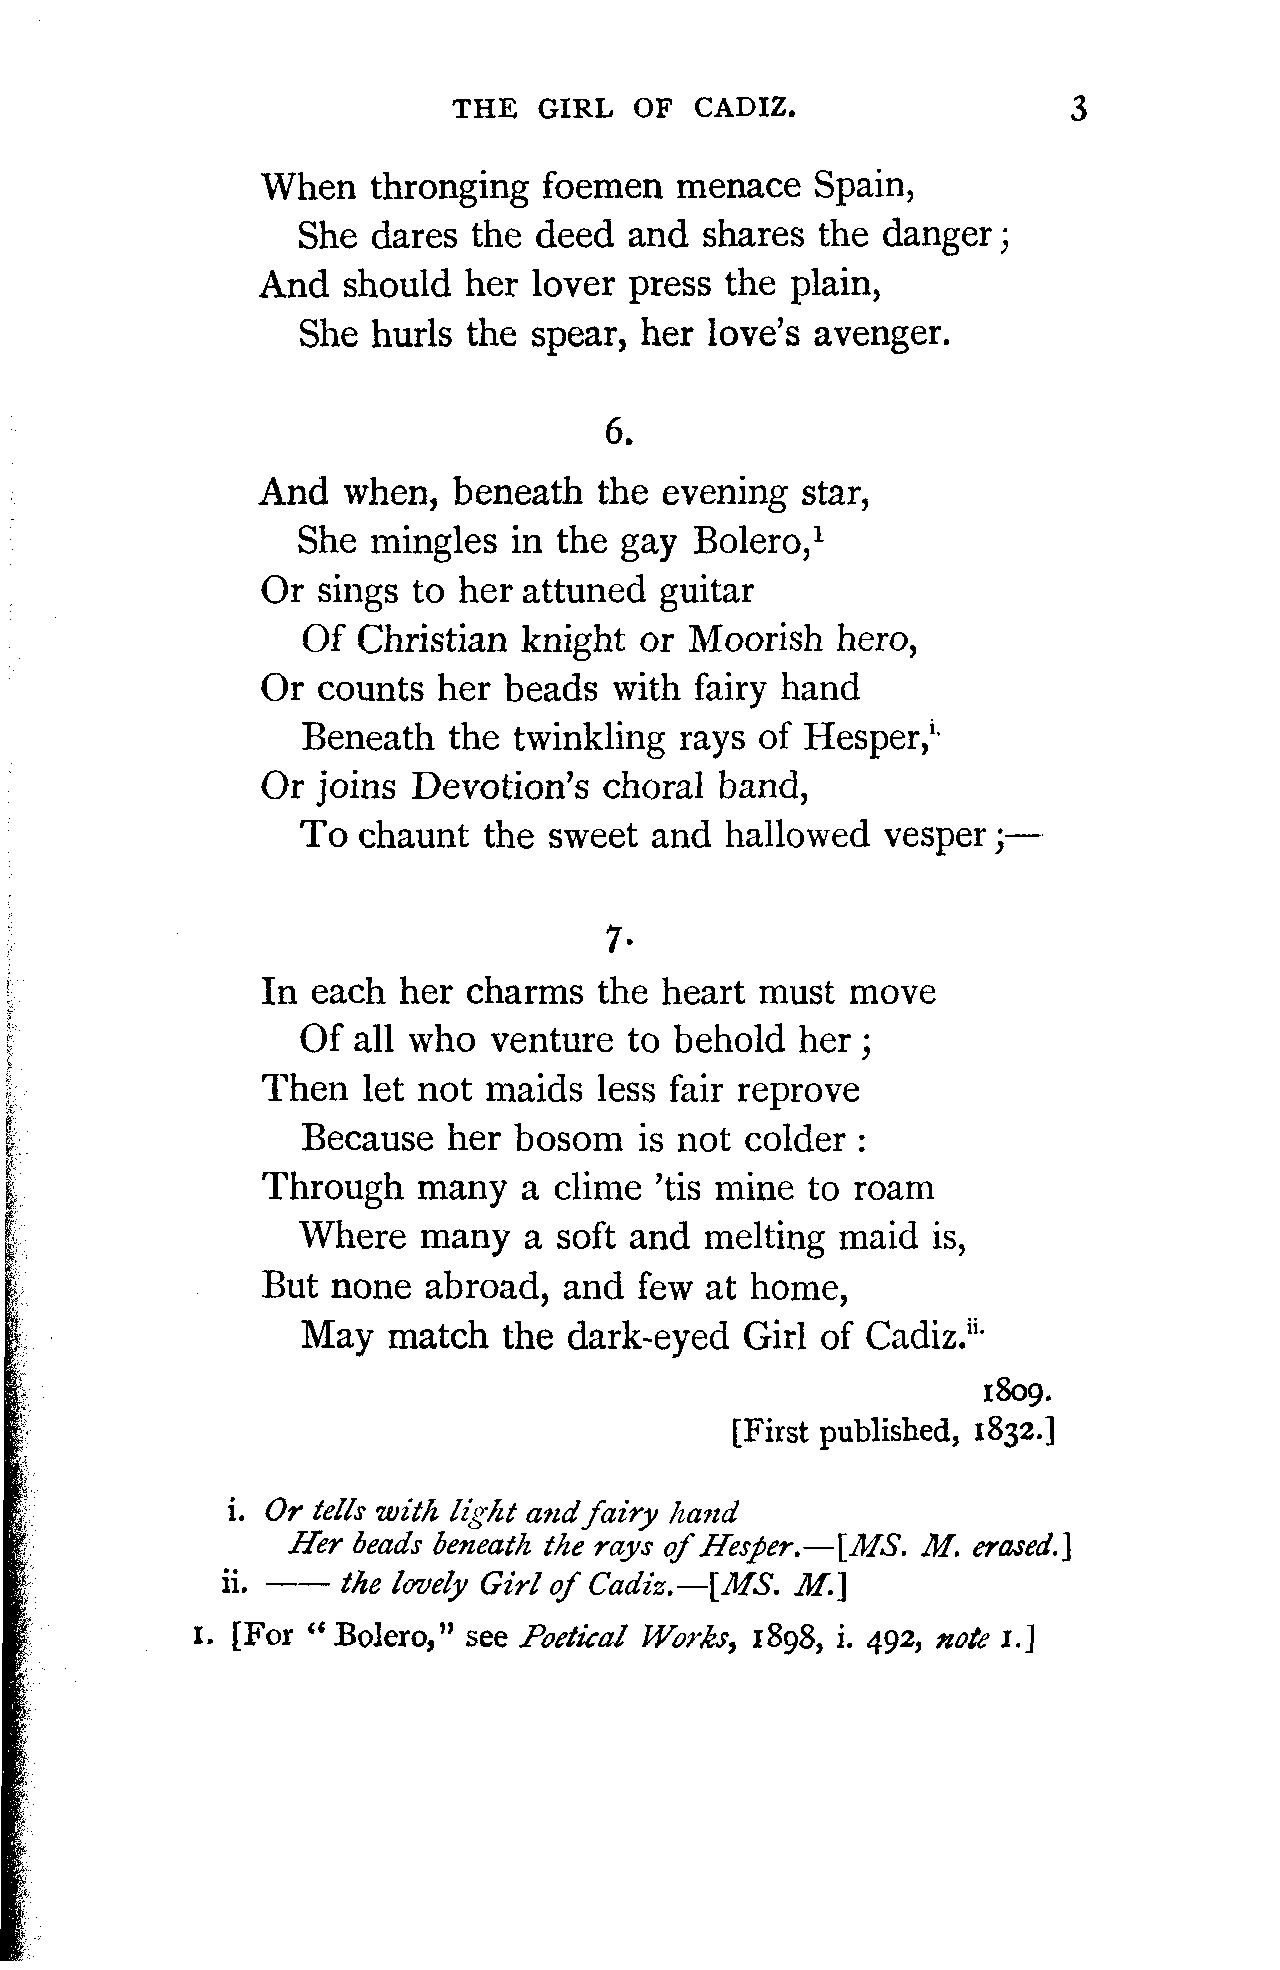 THE GIRL OF CADIZ. 3
When thronging foemen menace Spain,
She dares the deed and shares the danger;
And should her lover press the plain,
She hurls the spear, her love's avenger.
6.
And when, beneath the evening star,
She mingles in the gay Bolero,¹
Or sings to her attuned guitar
Of Christian knight or Moorish hero,
Or counts her beads with fairy hand
Beneath the twinkling rays of Hesper,i.
Or joins Devotion's choral band,
To chaunt the sweet and hallowed vesper;—
7.
In each her charms the heart must move
Of all who venture to behold her;
Then let not maids less fair reprove
Because her bosom is not colder:
Through many a clime 'tis mine to roam
Where many a soft and melting maid is,
But none abroad, and few at home,
May match the dark-eyed Girl of Cadiz.ii.
1809.
[First published, 1832.]
i. Or tells with light and fairy hand
Her beads beneath the rays of Hesper.—[MS. M. erased.]
ii. —— the lovely Girl of Cadiz.—[MS. M.]
1. [For "Bolero," see Poetical Works, 1898, i. 492, note 1.]